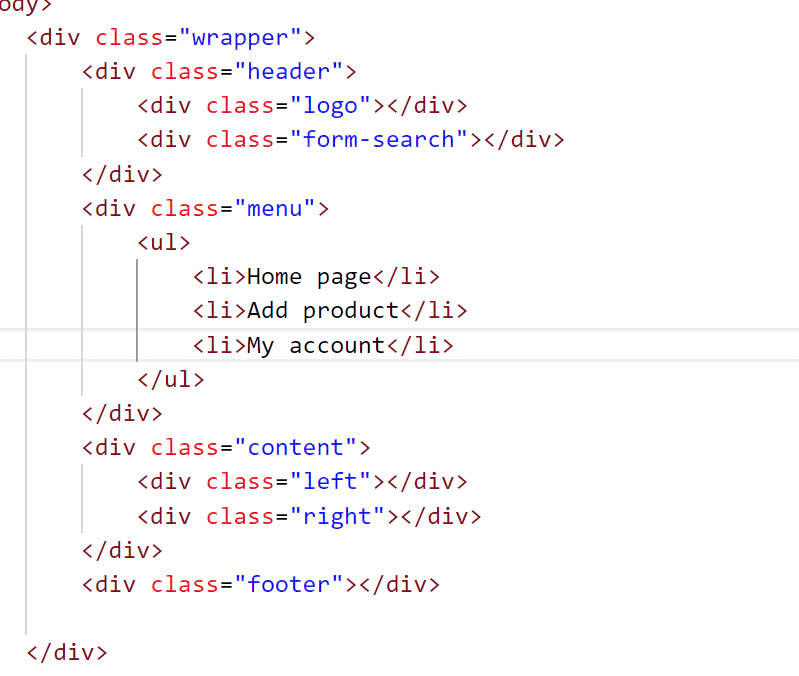 ody>
<div class="wrapper">
<div class="header">
<div class="logo"></div>
<div class="form-search"></div>
</div>
<div class="menu">
<ul>
<li>Home page</li>
<li>Add product</li>
<li>My account</li>
</ul>
</div>
<div class="content">
<div class="left"></div>
<div class="right"></div>
</div>
<div class="footer"></div>
</div>